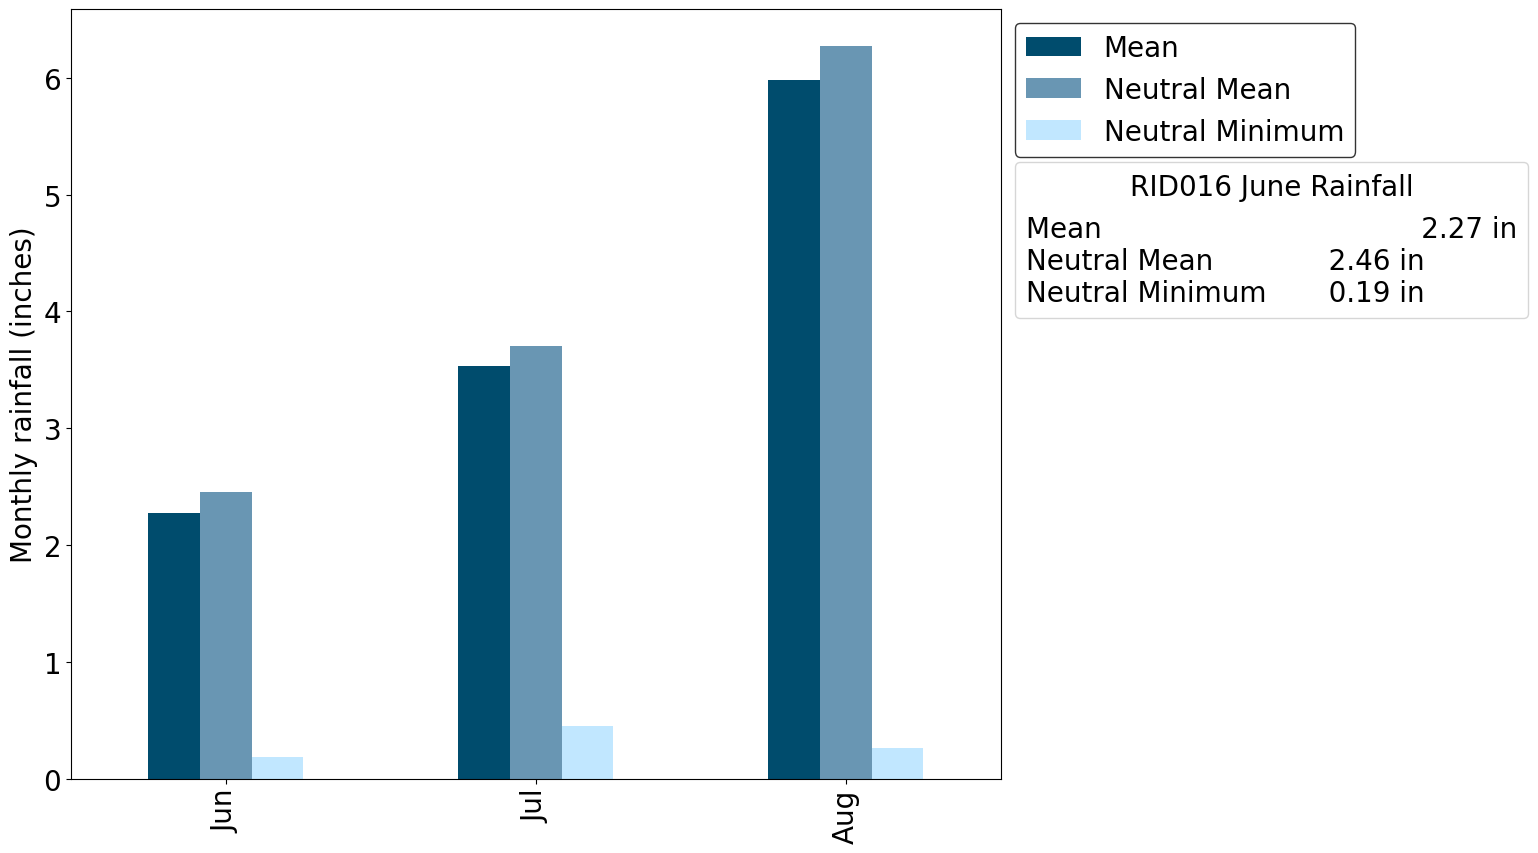 Monthly rainfall (inches)
6
5
4
3
2
1
0
Jun
Jul
Aug
Mean
Neutral Mean
Neutral Minimum
RID016 June Rainfall
Mean 2.27 in
Neutral Mean 2.46 in
Neutral Minimum 0.19 in